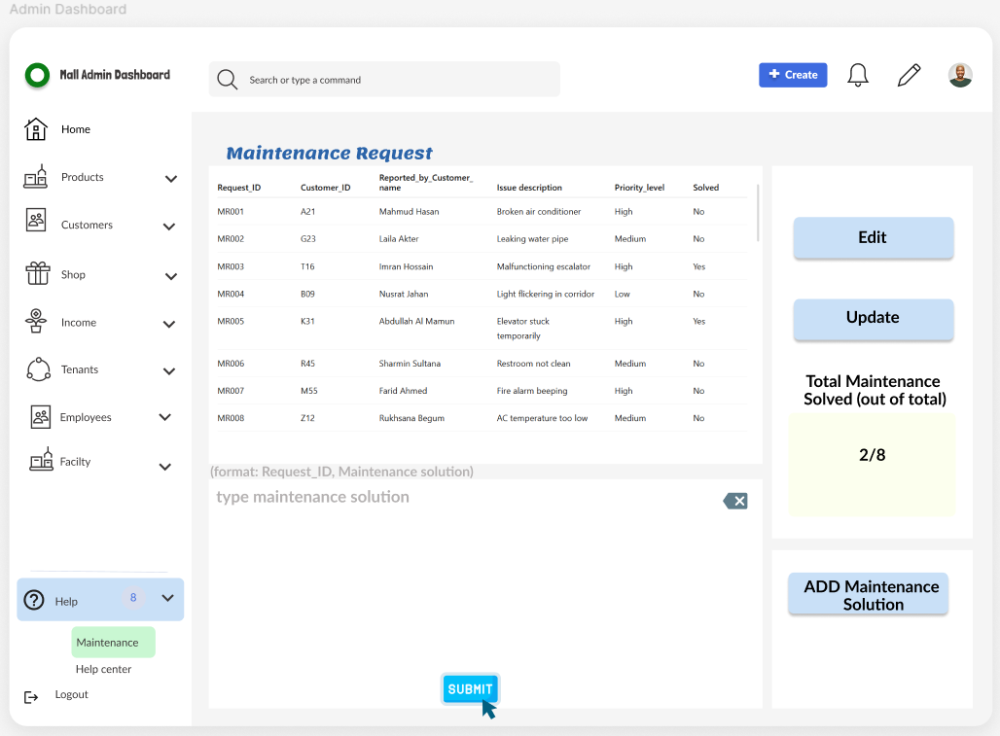 Admin Dashboard
Mall Admin Dashboard
Search or type a command
Create
Home
Products
Customers
Shop
Income
Tenants
Employees
Facilty
Help 8
Maintenance
Help center
Logout
Maintenance Request
Request_ID Customer_ID Reported_by_Customer_ Issue description Priority_level Solved
name
MR001 A21 Mahmud Hasan Broken air conditioner High No
MR002 G23 Laila Akter Leaking water pipe Medium No
MR003 T16 Imran Hossain Malfunctioning escalator High Yes
MR004 B09 Nusrat Jahan Light flickering in corridor Low No
MR005 K31 Abdullah Al Mamun Elevator stuck High Yes
temporarily
MR006 R45 Sharmin Sultana Restroom not clean Medium No
MR007 M55 Farid Ahmed Fire alarm beeping High No
MR008 Z12 Rukhsana Begum AC temperature too low Medium No
(format: Request_ID, Maintenance solution)
type maintenance solution
SUBMIT
Edit
Update
Total Maintenance
Solved (out of total)
2/8
ADD Maintenance
Solution